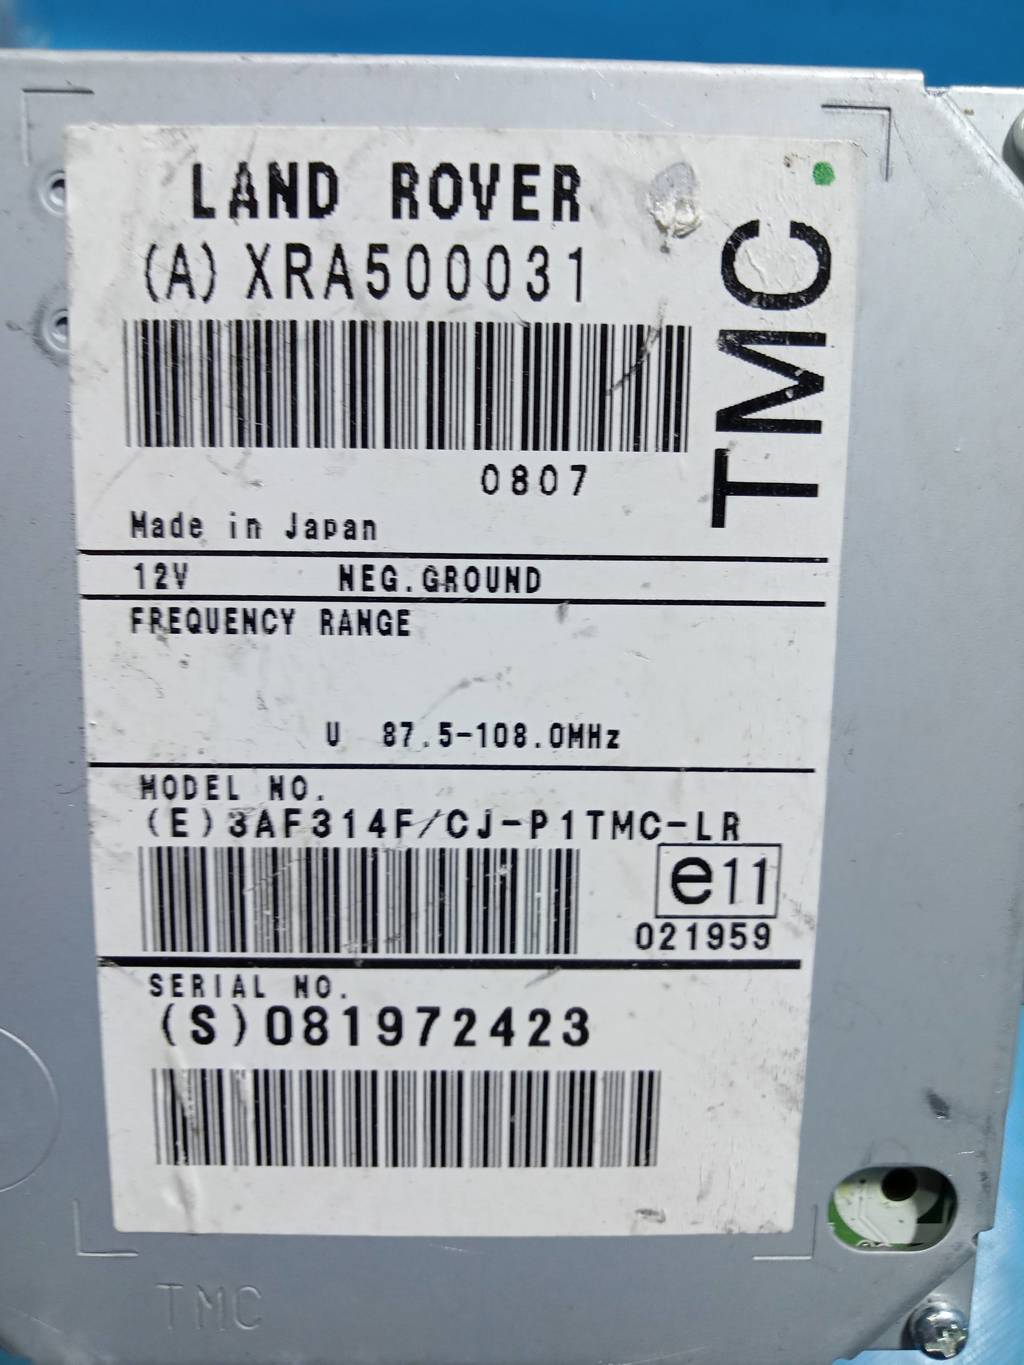 LAND ROVER
(A) XRA500031
TMC
0807
Made in Japan
12V NEG.GROUND
FREQUENCY RANGE
U 87.5-108.0MHz
MODEL NO.
(E)3AF314F/CJ-P1TMC-LR
e11
021959
SERIAL NO.
(S)081972423
TMC